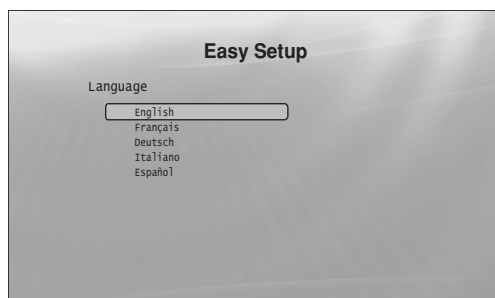 Easy Setup
Language
English
Français
Deutsch
Italiano
Español